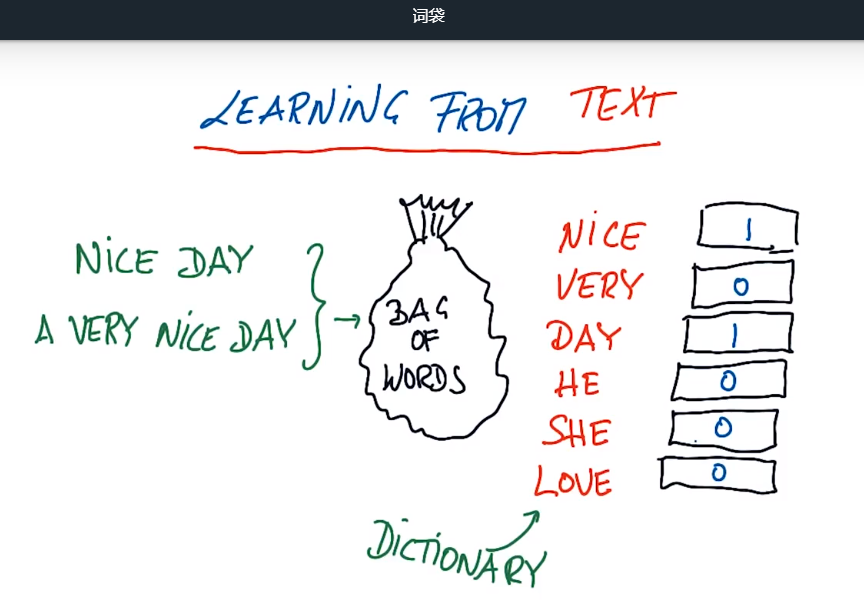 词袋
LEARNING FROM TEXT
NICE DAY
A VERY NICE DAY
BAG
OF
WORDS
NICE 1
VERY 0
DAY 1
HE 0
SHE 0
LOVE 0
DICTIONARY